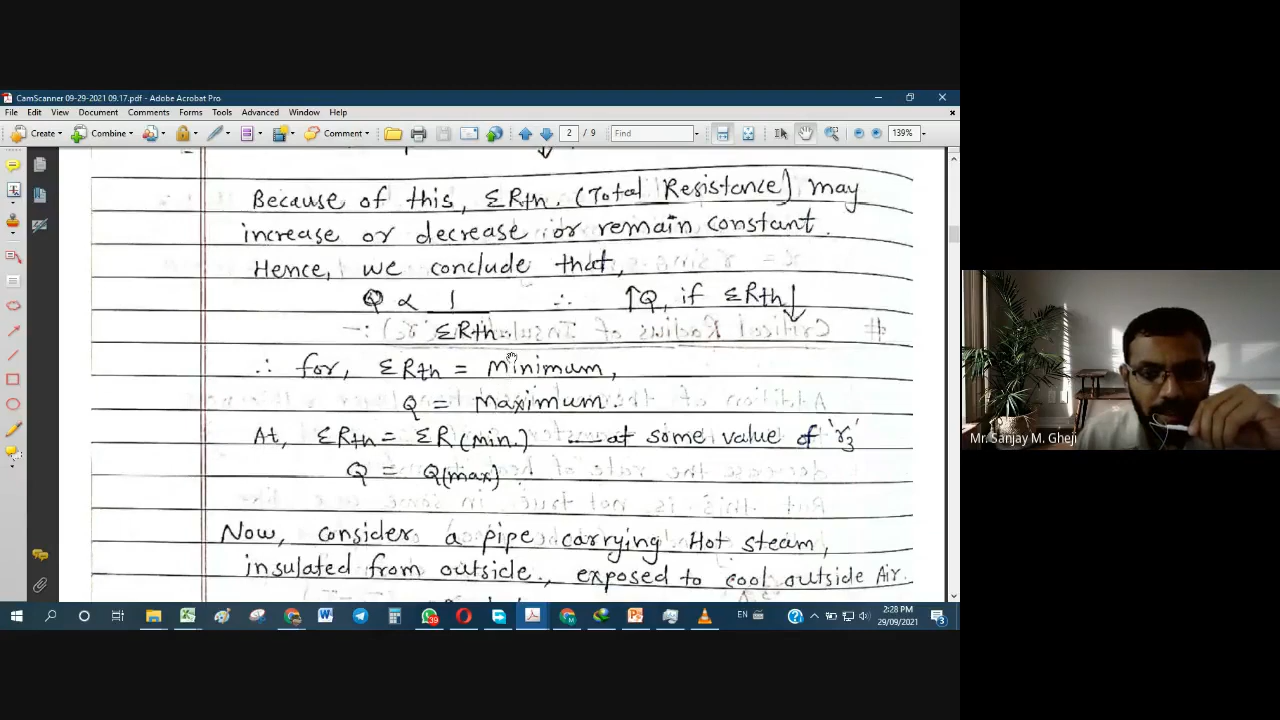 CamScanner 09-29-2021 09.17.pdf - Adobe Acrobat Pro
File Edit View Document Comments Forms Tools Advanced Window Help
Create Combine Comment 2 / 9 Find 139%
Because of this, ΣRth. (Total Resistance) may
increase or decrease or remain constant.
Hence, we conclude that,
Q ∝ 1 ∴ ↑Q, if ΣRth↓
ΣRth.
∴ for, ΣRth = minimum,
Q = Maximum.
At, ΣRth = ΣR(min.) ---- at some value of 'r3'
Q = Q(max)
Now, consider a pipe carrying Hot steam,
insulated from outside, exposed to cool outside Air.
Mr. Sanjay M. Gheji
39
EN
2:28 PM
29/09/2021
3